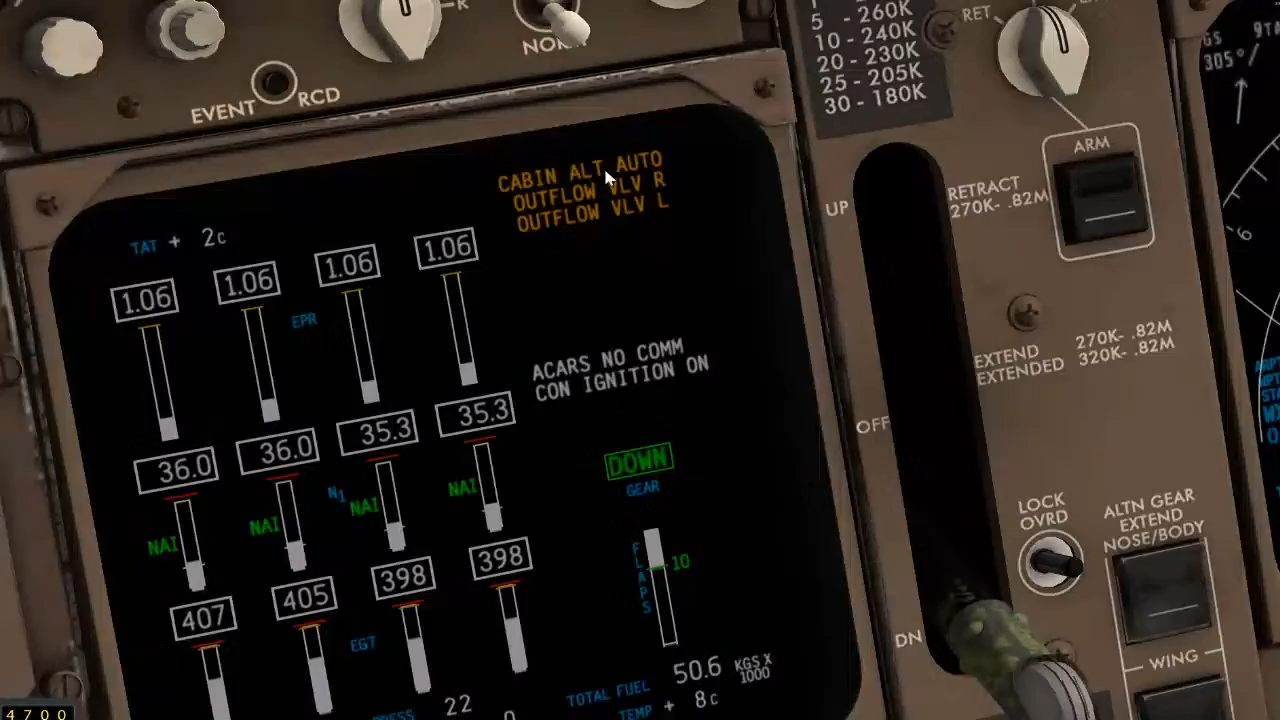 NORM
EVENT
RCD
5 - 260K
10 - 240K
20 - 230K
25 - 205K
30 - 180K
RET
ARM
GS
305°/
CABIN ALT AUTO
OUTFLOW VLV R
OUTFLOW VLV L
TAT + 2c
1.06 1.06 1.06 1.06
EPR
UP
RETRACT
270K- .82M
6
ACARS NO COMM
CON IGNITION ON
EXTEND 270K- .82M
EXTENDED 320K- .82M
36.0 36.0 35.3 35.3
N1
NAI NAI NAI NAI
DOWN
GEAR
OFF
FLAPS
10
LOCK
OVRD
ALTN GEAR
EXTEND
NOSE/BODY
407 405 398 398
EGT
DN
WING
TOTAL FUEL 50.6 KGS X
1000
TEMP + 8c
PRESS 22
4700